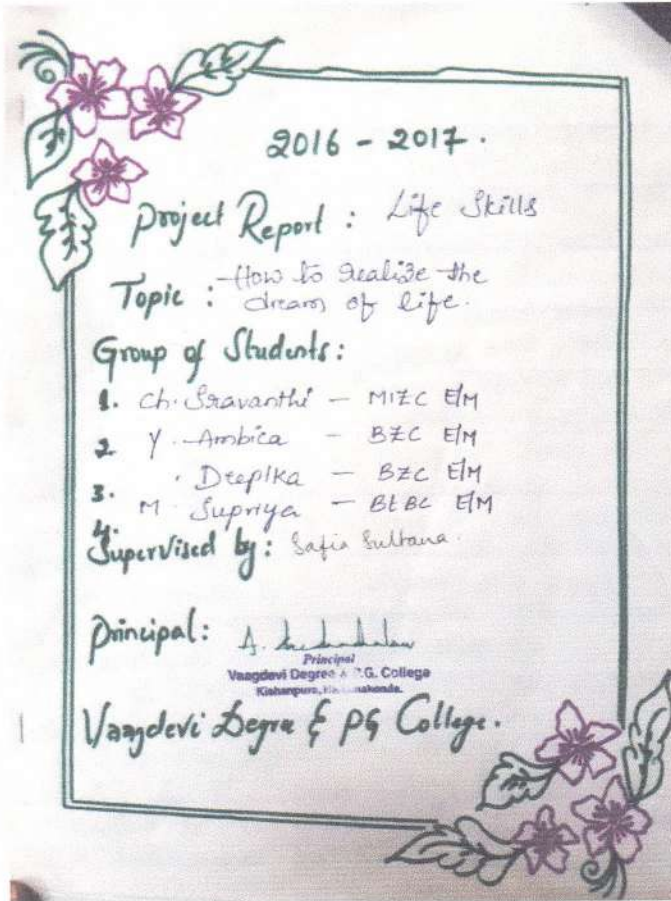 2016 - 2017.
Project Report : Life Skills
Topic : How to realize the
dream of life.
Group of Students:
1. Ch. Sravanthi - MIZC E/M
2. Y. Ambica - BZC E/M
3. Deepika - BZC E/M
4. M. Supriya - BtBC E/M
Supervised by: Safia Sultana.
Principal: A.
Principal
Vaagdevi Degree & P.G. College
Kishanpura,
Vaagdevi Degre & PG College.